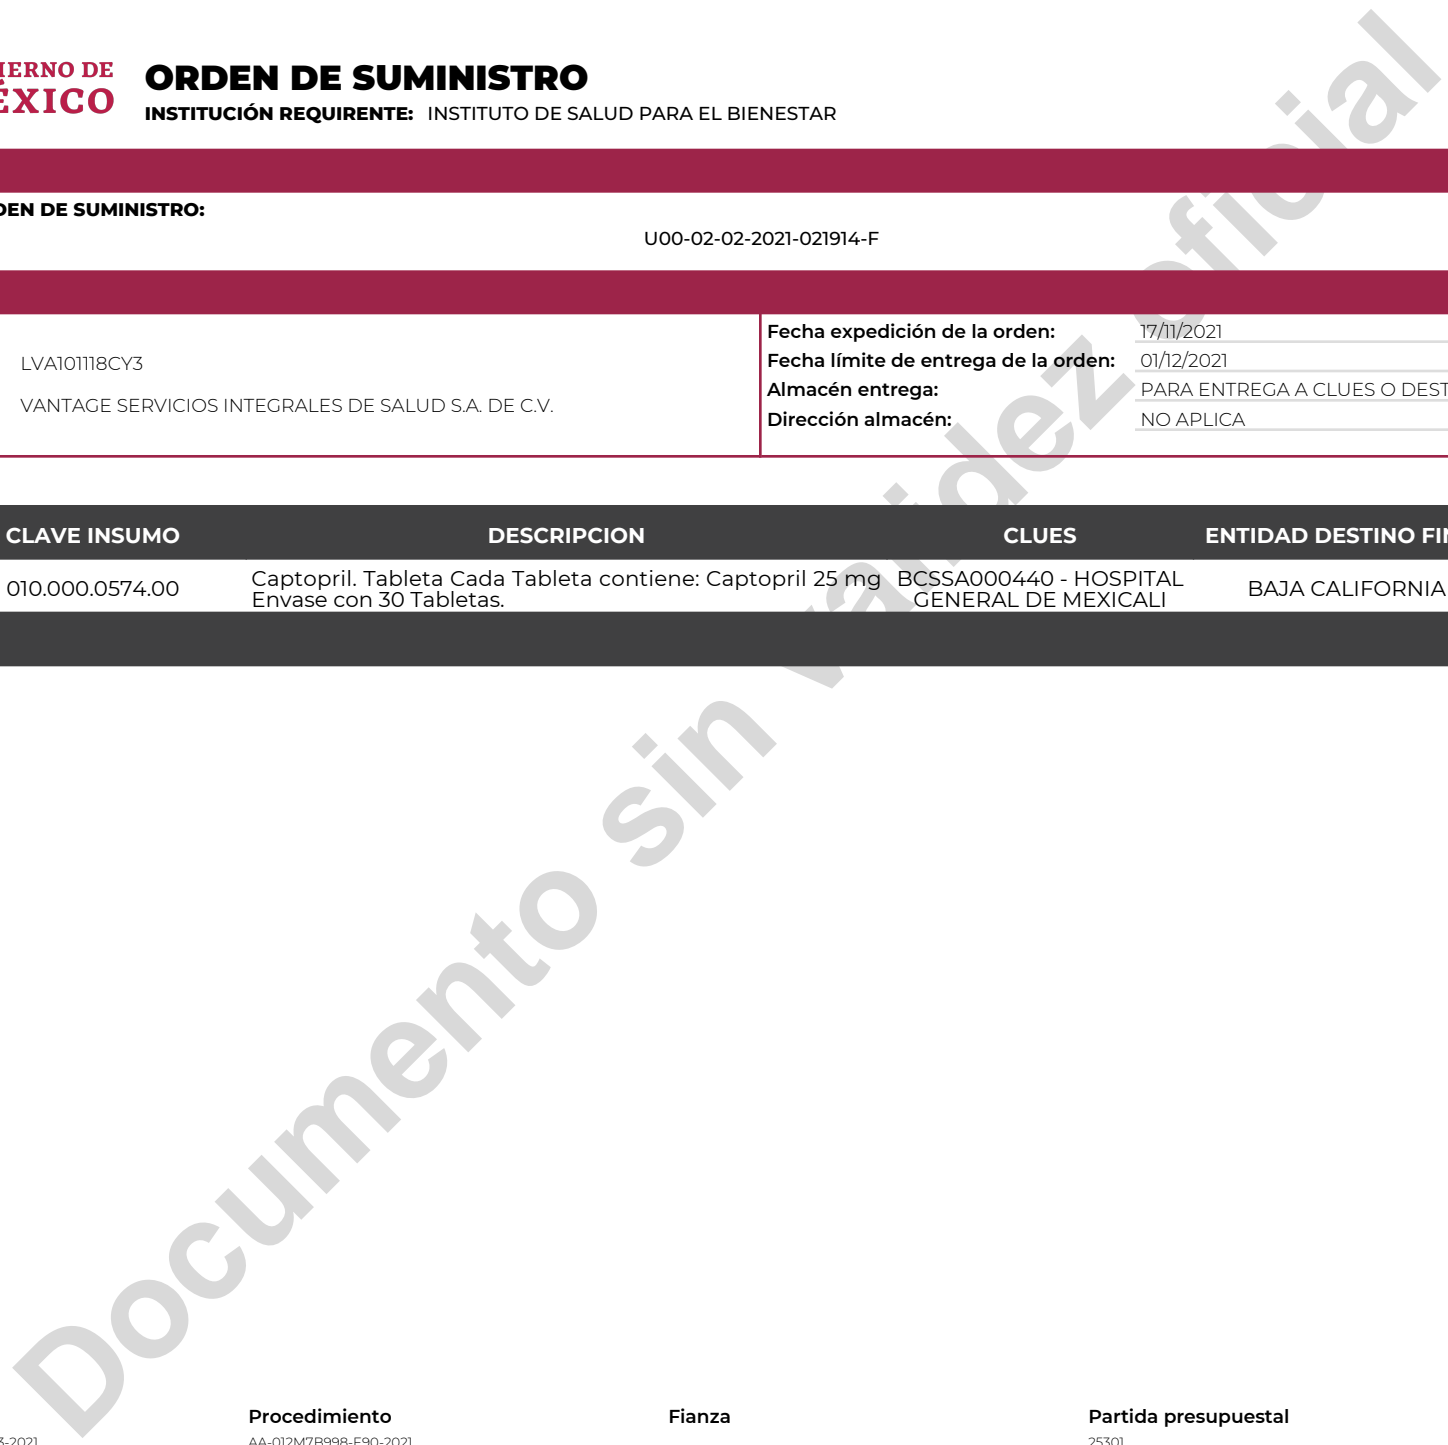 ORDEN DE SUMINISTRO
INSTITUCIÓN REQUIRENTE: INSTITUTO DE SALUD PARA EL BIENESTAR
IERNO DE
ÉXICO
DEN DE SUMINISTRO:
U00-02-02-2021-021914-F
LVA101118CY3
VANTAGE SERVICIOS INTEGRALES DE SALUD S.A. DE C.V.
Fecha expedición de la orden: 17/11/2021
Fecha límite de entrega de la orden: 01/12/2021
Almacén entrega: PARA ENTREGA A CLUES O DEST
Dirección almacén: NO APLICA
CLAVE INSUMO DESCRIPCION CLUES ENTIDAD DESTINO FIN
010.000.0574.00
Captopril. Tableta Cada Tableta contiene: Captopril 25 mg
Envase con 30 Tabletas.
BCSSA000440 - HOSPITAL
GENERAL DE MEXICALI
BAJA CALIFORNIA
Documento sin validez oficial
Procedimiento Fianza Partida presupuestal
3-2021 AA-012M7B998-E90-2021 25301